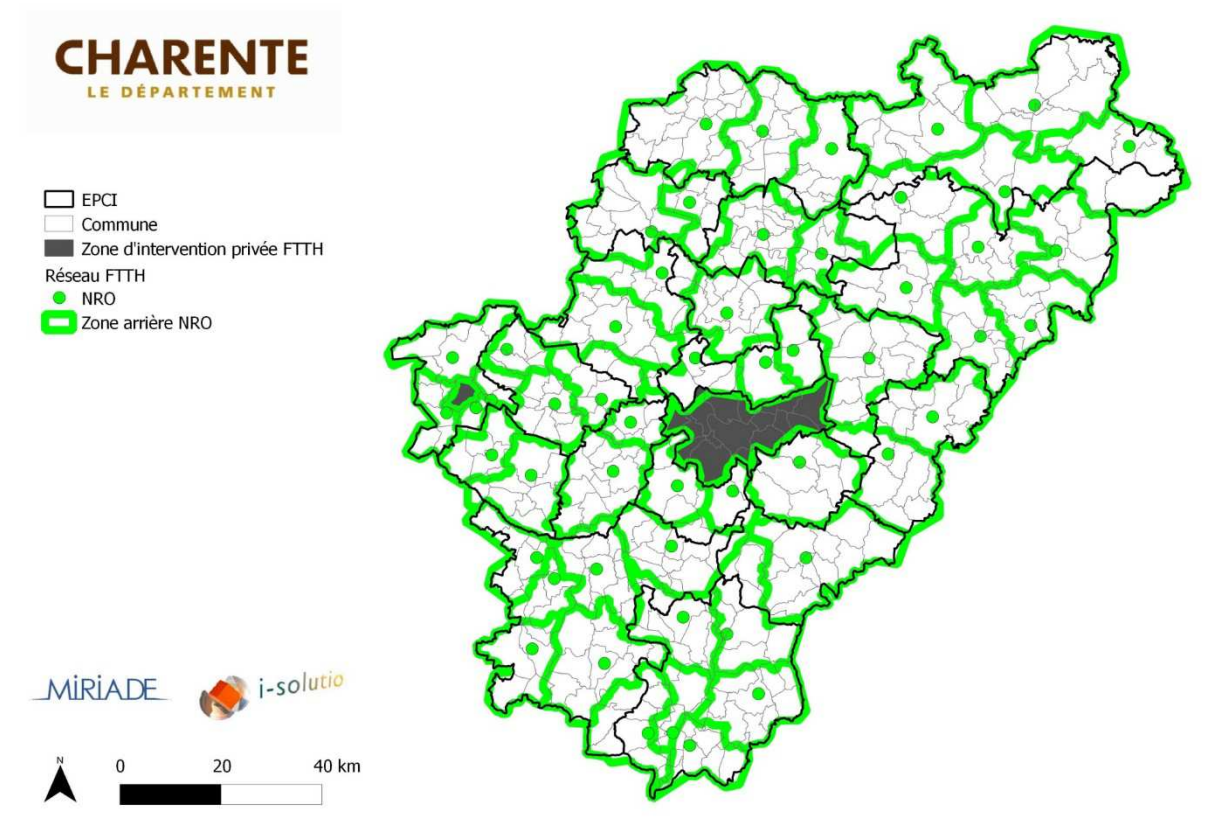 CHARENTE
LE DÉPARTEMENT
EPCI
Commune
Zone d'intervention privée FTTH
Réseau FTTH
NRO
Zone arrière NRO
MiRiADE
i-solutio
N
0 20 40 km